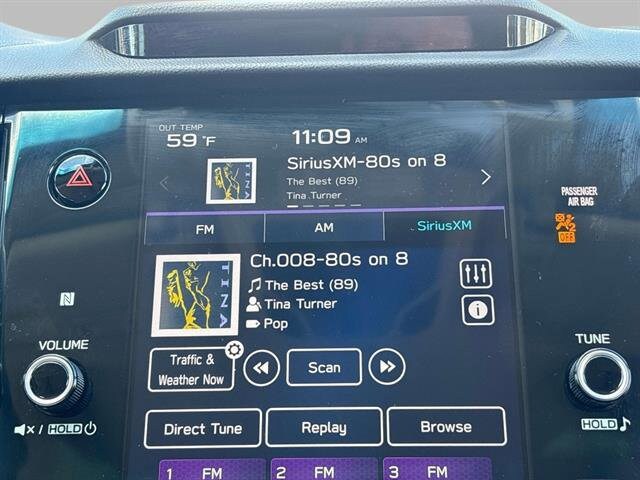 OUT TEMP
59 °F
11:09 AM
SiriusXM-80s on 8
The Best (89)
Tina Turner
TINA
FM
AM
SiriusXM
PASSENGER
AIR BAG
OFF
Ch.008-80s on 8
The Best (89)
Tina Turner
Pop
TINA
N
VOLUME
TUNE
Traffic &
Weather Now
Scan
× / HOLD
HOLD
Direct Tune
Replay
Browse
1 FM
2 FM
3 FM